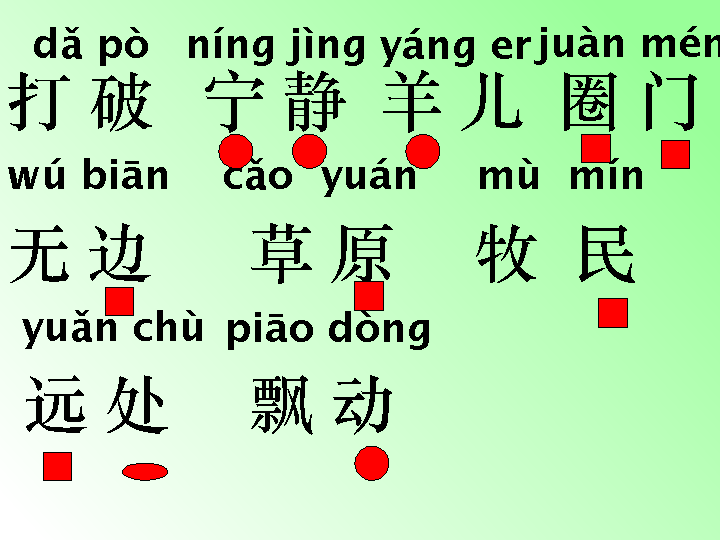 dǎ pò níng jìng yáng er juàn mén
打破 宁静 羊儿 圈门
wú biān cǎo yuán mù mín
无边 草原 牧民
yuǎn chù piāo dòng
远处 飘动